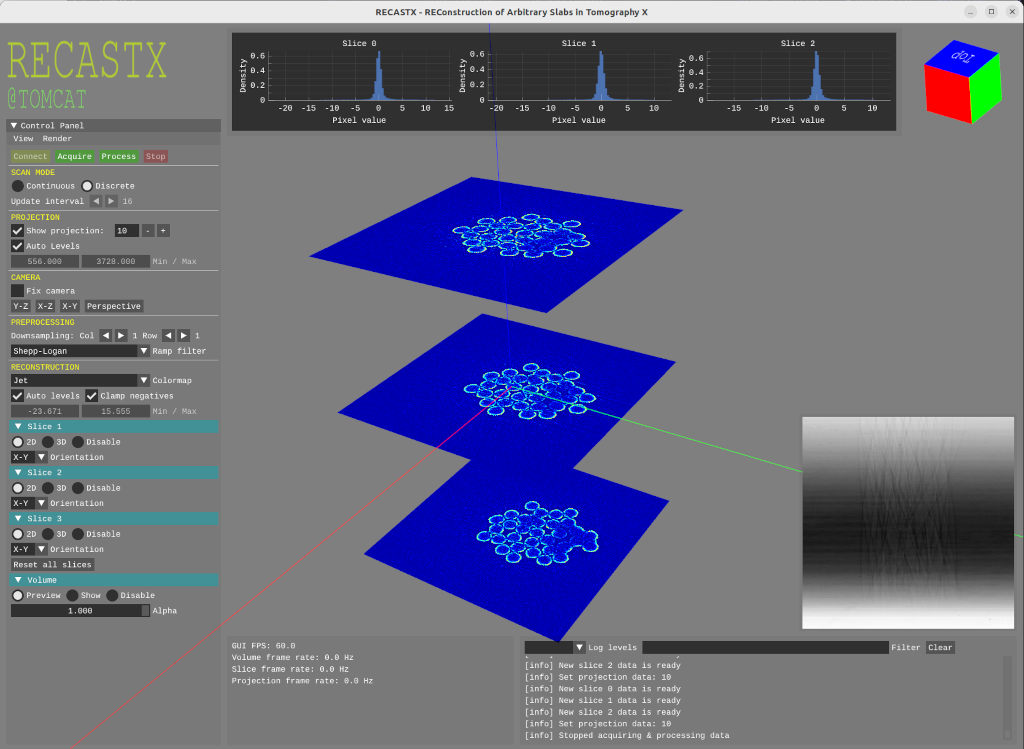 RECASTX - REConstruction of Arbitrary Slabs in Tomography X
RECASTX
@TOMCAT
▼ Control Panel
View Render
Connect Acquire Process Stop
SCAN MODE
Continuous Discrete
Update interval ◀ ▶ 16
PROJECTION
Show projection: 10 - +
Auto Levels
556.000 3728.000 Min / Max
CAMERA
Fix camera
Y-Z X-Z X-Y Perspective
PREPROCESSING
Downsampling: Col ◀ ▶ 1 Row ◀ ▶ 1
Shepp-Logan ▼ Ramp filter
RECONSTRUCTION
Jet ▼ Colormap
Auto levels Clamp negatives
-23.671 15.555 Min / Max
▼ Slice 1
2D 3D Disable
X-Y ▼ Orientation
▼ Slice 2
2D 3D Disable
X-Y ▼ Orientation
▼ Slice 3
2D 3D Disable
X-Y ▼ Orientation
Reset all slices
▼ Volume
Preview Show Disable
1.000 Alpha
Slice 0
Density
0.6
0.4
0.2
0
-20 -15 -10 -5 0 5 10 15
Pixel value
Slice 1
Density
0.6
0.4
0.2
0
-20 -15 -10 -5 0 5 10
Pixel value
Slice 2
Density
0.6
0.4
0.2
0
-15 -10 -5 0 5 10
Pixel value
Top
GUI FPS: 60.0
Volume frame rate: 0.0 Hz
Slice frame rate: 0.0 Hz
Projection frame rate: 0.0 Hz
▼ Log levels Filter Clear
[info] New slice 2 data is ready
[info] Set projection data: 10
[info] New slice 0 data is ready
[info] New slice 1 data is ready
[info] New slice 2 data is ready
[info] Set projection data: 10
[info] Stopped acquiring & processing data